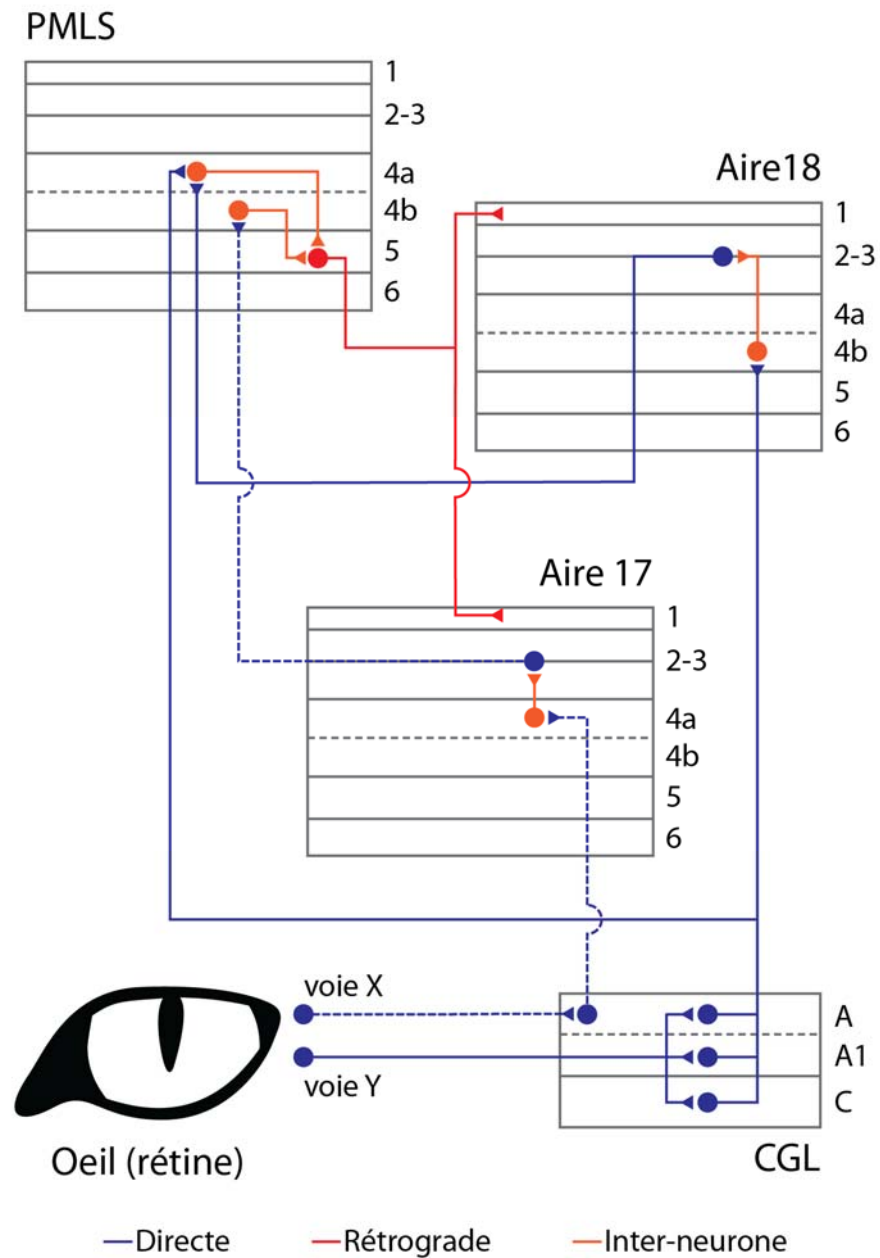 PMLS
1
2-3
4a
4b
5
6
Aire18
1
2-3
4a
4b
5
6
Aire 17
1
2-3
4a
4b
5
6
voie X
voie Y
Oeil (rétine)
A
A1
C
CGL
Directe
Rétrograde
Inter-neurone